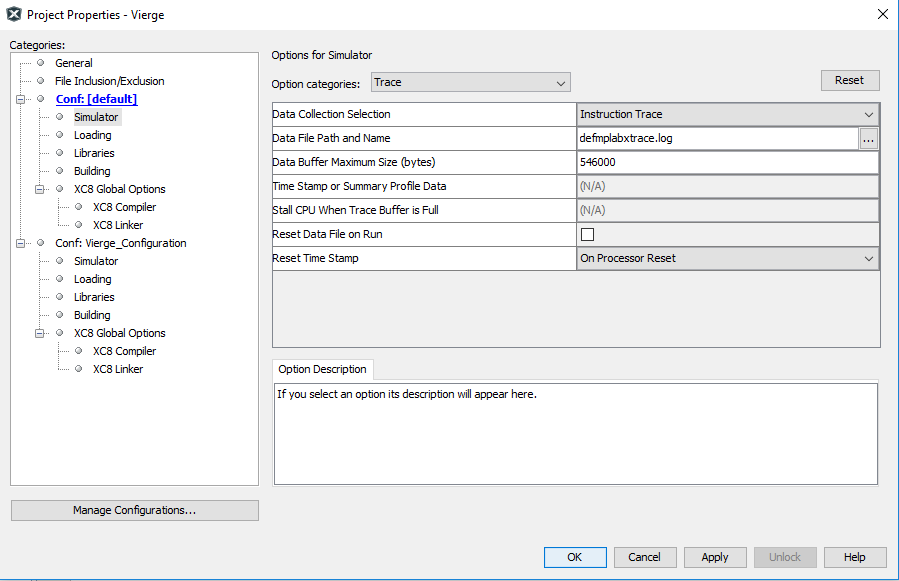 Project Properties - Vierge
Categories:
General
File Inclusion/Exclusion
Conf: [default]
Simulator
Loading
Libraries
Building
XC8 Global Options
XC8 Compiler
XC8 Linker
Conf: Vierge_Configuration
Simulator
Loading
Libraries
Building
XC8 Global Options
XC8 Compiler
XC8 Linker
Manage Configurations...
Options for Simulator
Option categories: Trace
Reset
Data Collection Selection Instruction Trace
Data File Path and Name defmplabxtrace.log ...
Data Buffer Maximum Size (bytes) 546000
Time Stamp or Summary Profile Data (N/A)
Stall CPU When Trace Buffer is Full (N/A)
Reset Data File on Run
Reset Time Stamp On Processor Reset
Option Description
If you select an option its description will appear here.
OK Cancel Apply Unlock Help